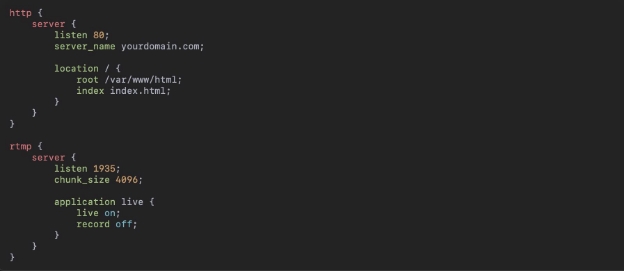 http {
    server {
        listen 80;
        server_name yourdomain.com;

        location / {
            root /var/www/html;
            index index.html;
        }
    }
}

rtmp {
    server {
        listen 1935;
        chunk_size 4096;

        application live {
            live on;
            record off;
        }
    }
}